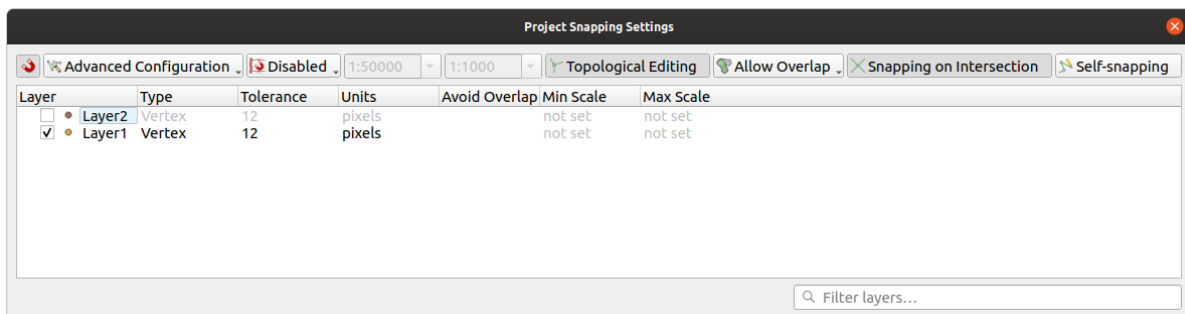 Project Snapping Settings
Advanced Configuration Disabled 1:50000 1:1000 Topological Editing Allow Overlap Snapping on Intersection Self-snapping
Layer Type Tolerance Units Avoid Overlap Min Scale Max Scale
Layer2 Vertex 12 pixels not set not set
Layer1 Vertex 12 pixels not set not set
Filter layers...